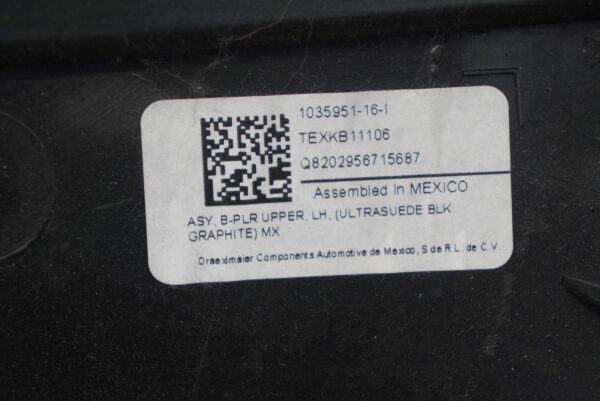 1035951-16-I
TEXKB11106
Q8202956715687
Assembled in MEXICO
ASY, B-PLR UPPER, LH, (ULTRASUEDE BLK
GRAPHITE) MX
Draeximaier Components Automotive de Mexico, S de R.L. de C.V.